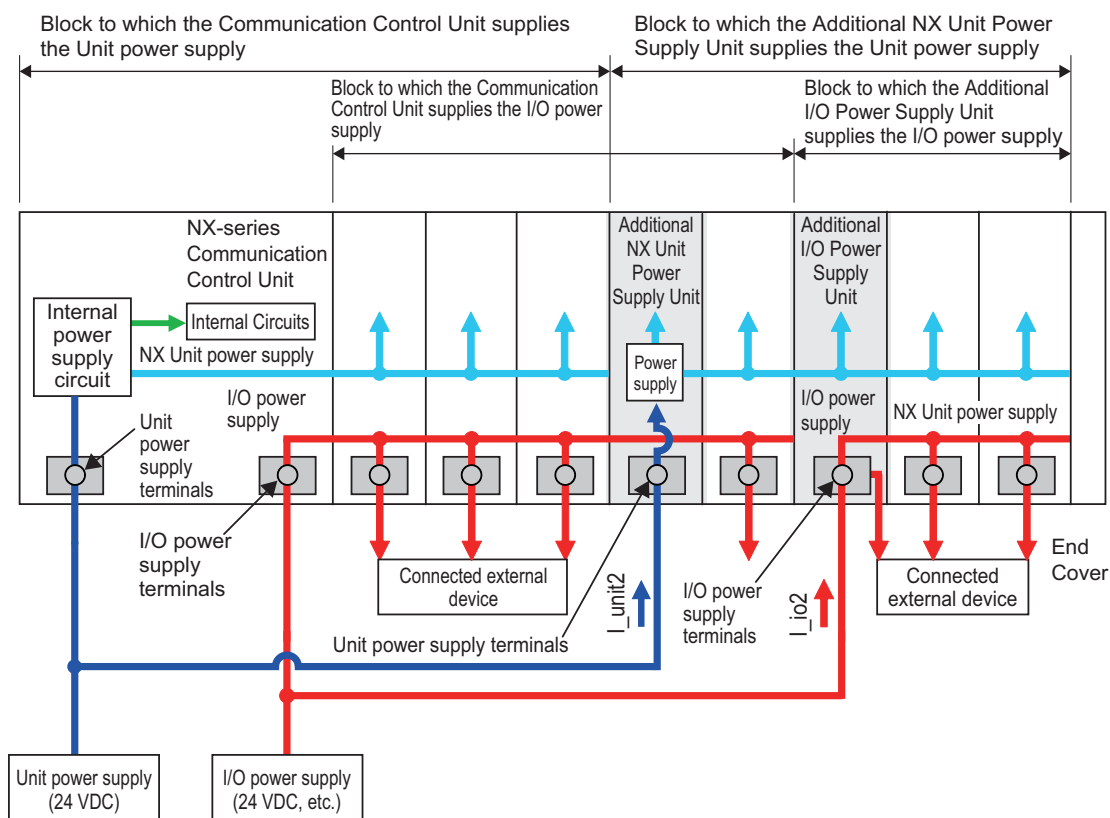 Block to which the Communication Control Unit supplies
the Unit power supply
Block to which the Additional NX Unit Power
Supply Unit supplies the Unit power supply
Block to which the Communication
Control Unit supplies the I/O power
supply
Block to which the Additional
I/O Power Supply Unit
supplies the I/O power supply
NX-series
Communication
Control Unit
Additional
NX Unit
Power
Supply Unit
Additional
I/O Power
Supply
Unit
Internal
power
supply
circuit
Internal Circuits
NX Unit power supply
Power
supply
I/O power
supply
I/O power
supply
NX Unit power supply
Unit
power
supply
terminals
I/O power
supply
terminals
Connected external
device
Unit power supply terminals
I_unit2
I/O power
supply
terminals
I_io2
Connected
external device
End
Cover
Unit power supply
(24 VDC)
I/O power supply
(24 VDC, etc.)